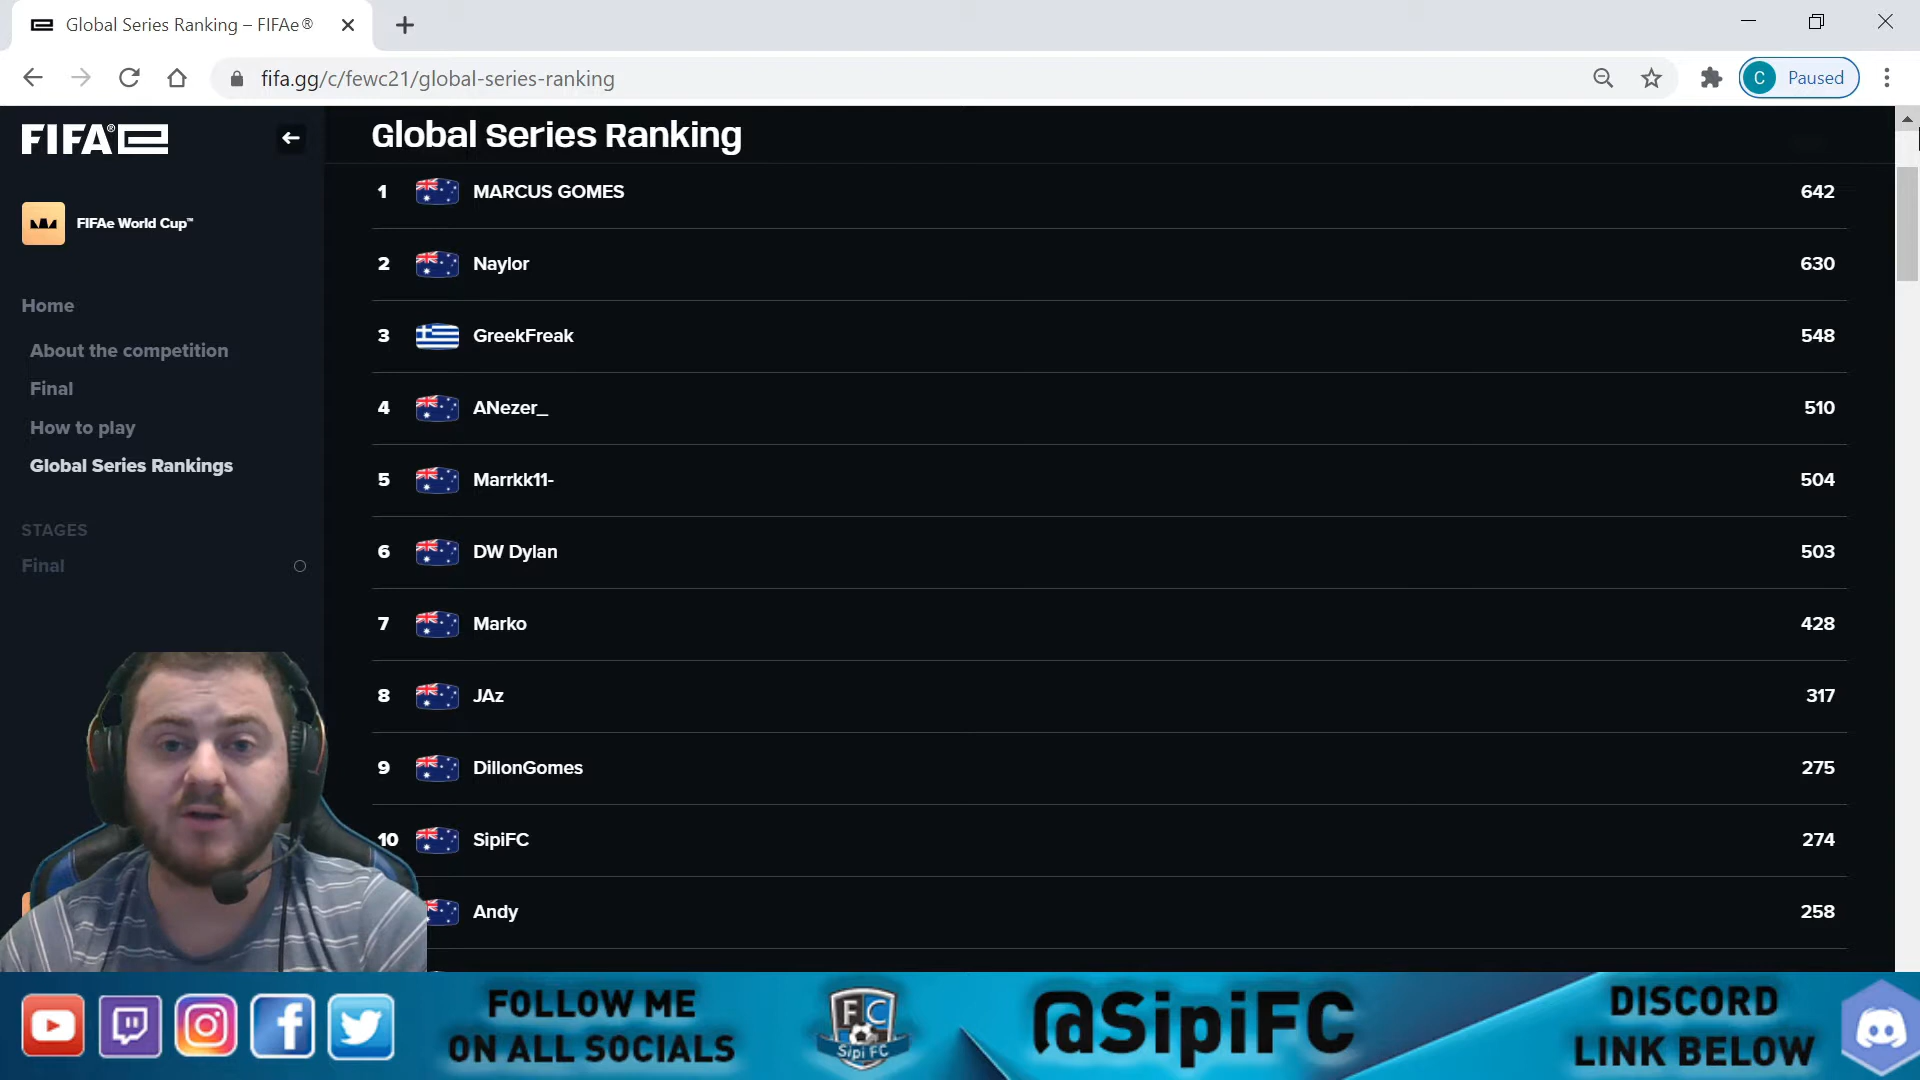 Global Series Ranking – FIFAe®
fifa.gg/c/fewc21/global-series-ranking
C Paused
FIFA®e
Global Series Ranking
FIFAe World Cup™
Home
About the competition
Final
How to play
Global Series Rankings
STAGES
Final
1 MARCUS GOMES 642
2 Naylor 630
3 GreekFreak 548
4 ANezer_ 510
5 Marrkk11- 504
6 DW Dylan 503
7 Marko 428
8 JAz 317
9 DillonGomes 275
10 SipiFC 274
Andy 258
FOLLOW ME
ON ALL SOCIALS
FC
Sipi FC
@SipiFC
DISCORD
LINK BELOW